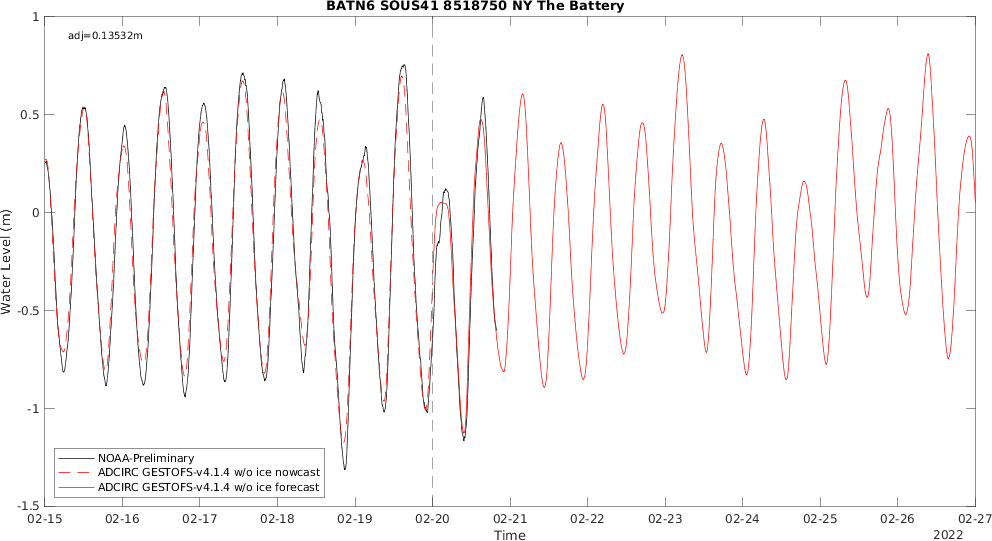 BATN6 SOUS41 8518750 NY The Battery
adj=0.13532m
1
0.5
0
-0.5
-1
-1.5
Water Level (m)
NOAA-Preliminary
ADCIRC GESTOFS-v4.1.4 w/o ice nowcast
ADCIRC GESTOFS-v4.1.4 w/o ice forecast
02-15 02-16 02-17 02-18 02-19 02-20 02-21 02-22 02-23 02-24 02-25 02-26 02-27
Time
2022